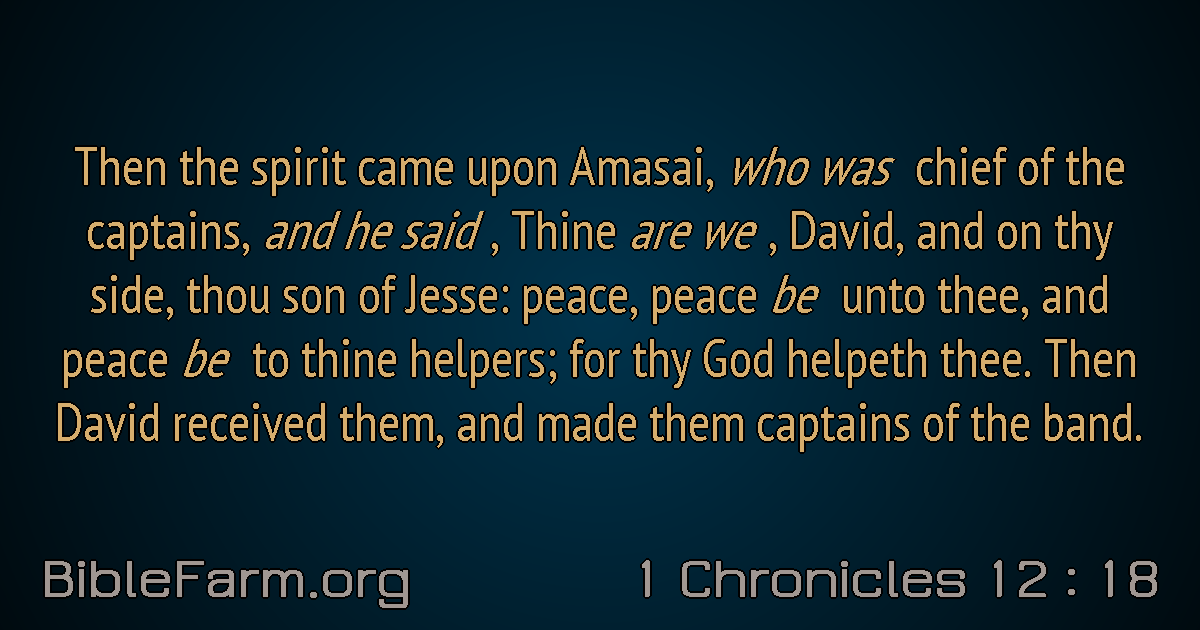 Then the spirit came upon Amasai, who was chief of the
captains, and he said , Thine are we , David, and on thy
side, thou son of Jesse: peace, peace be unto thee, and
peace be to thine helpers; for thy God helpeth thee. Then
David received them, and made them captains of the band.
BibleFarm.org
1 Chronicles 12 : 18